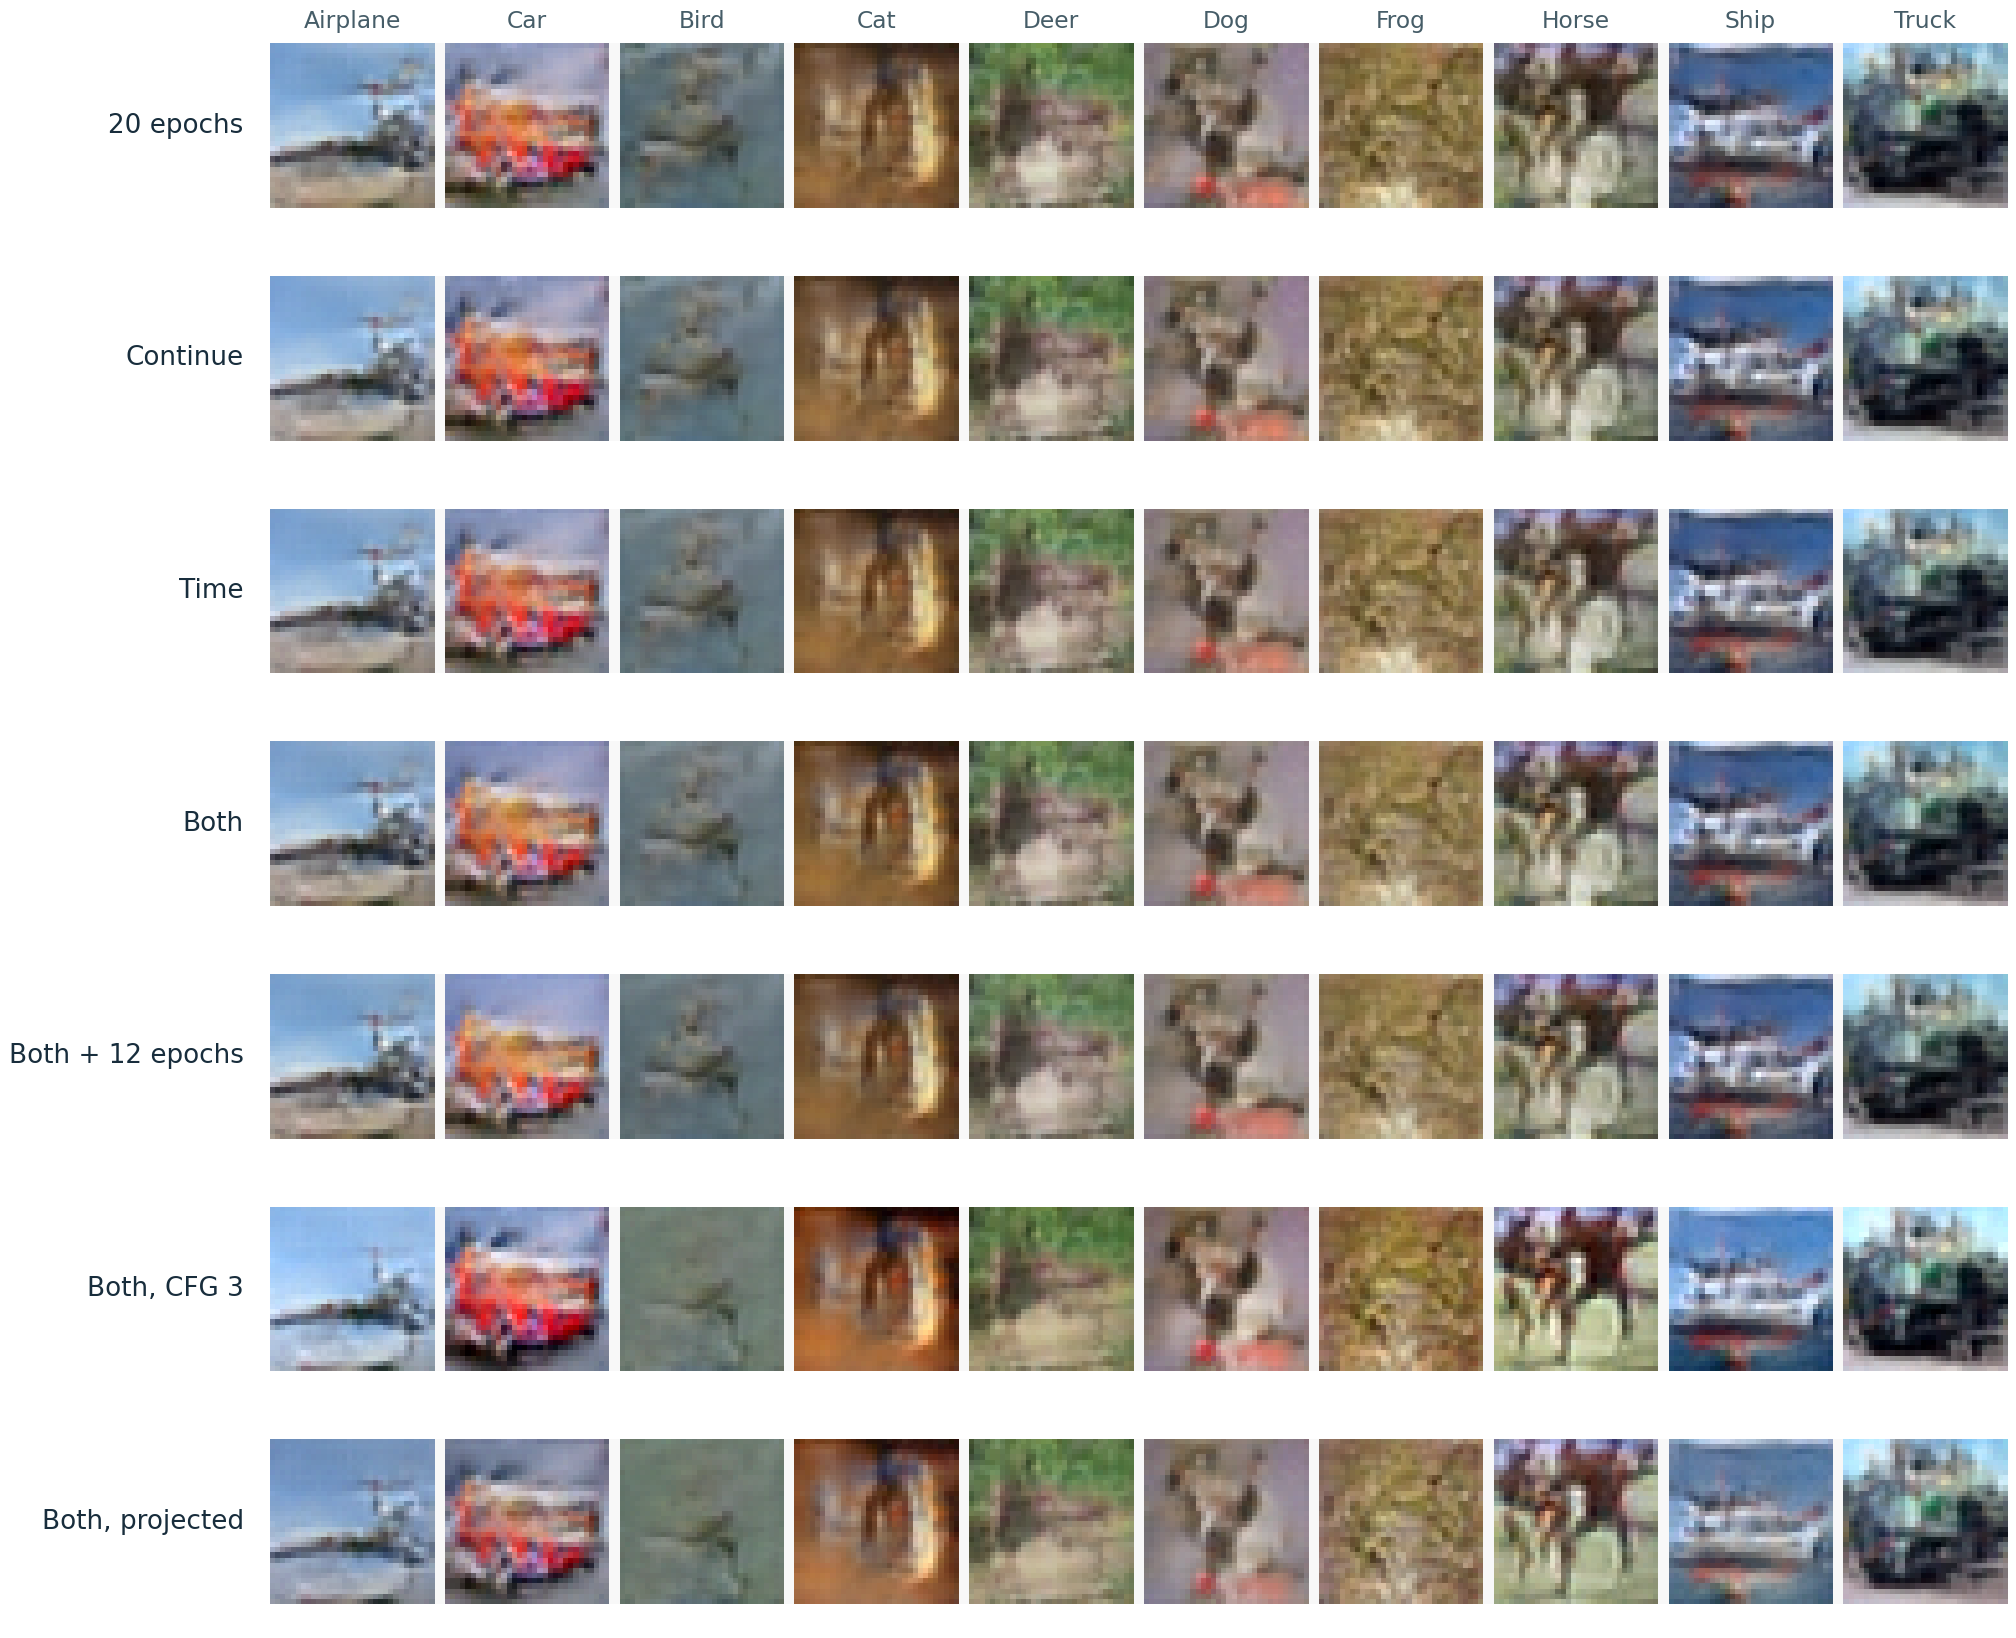 Airplane Car Bird Cat Deer Dog Frog Horse Ship Truck
20 epochs
Continue
Time
Both
Both + 12 epochs
Both, CFG 3
Both, projected